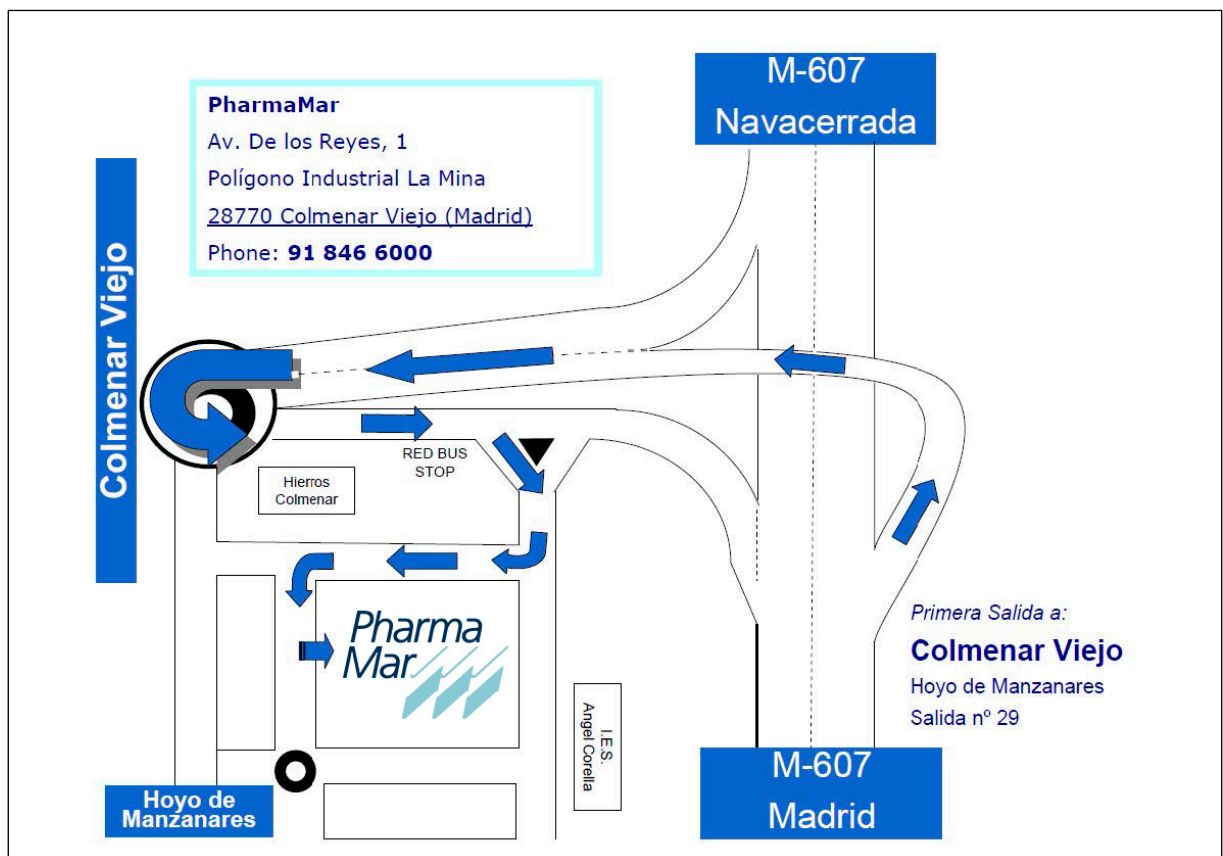 M-607
Navacerrada
PharmaMar
Av. De los Reyes, 1
Polígono Industrial La Mina
28770 Colmenar Viejo (Madrid)
Phone: 91 846 6000
Colmenar Viejo
RED BUS
STOP
Hierros
Colmenar
Pharma
Mar
Primera Salida a:
Colmenar Viejo
Hoyo de Manzanares
Salida nº 29
I.E.S.
Angel Corella
M-607
Madrid
Hoyo de
Manzanares